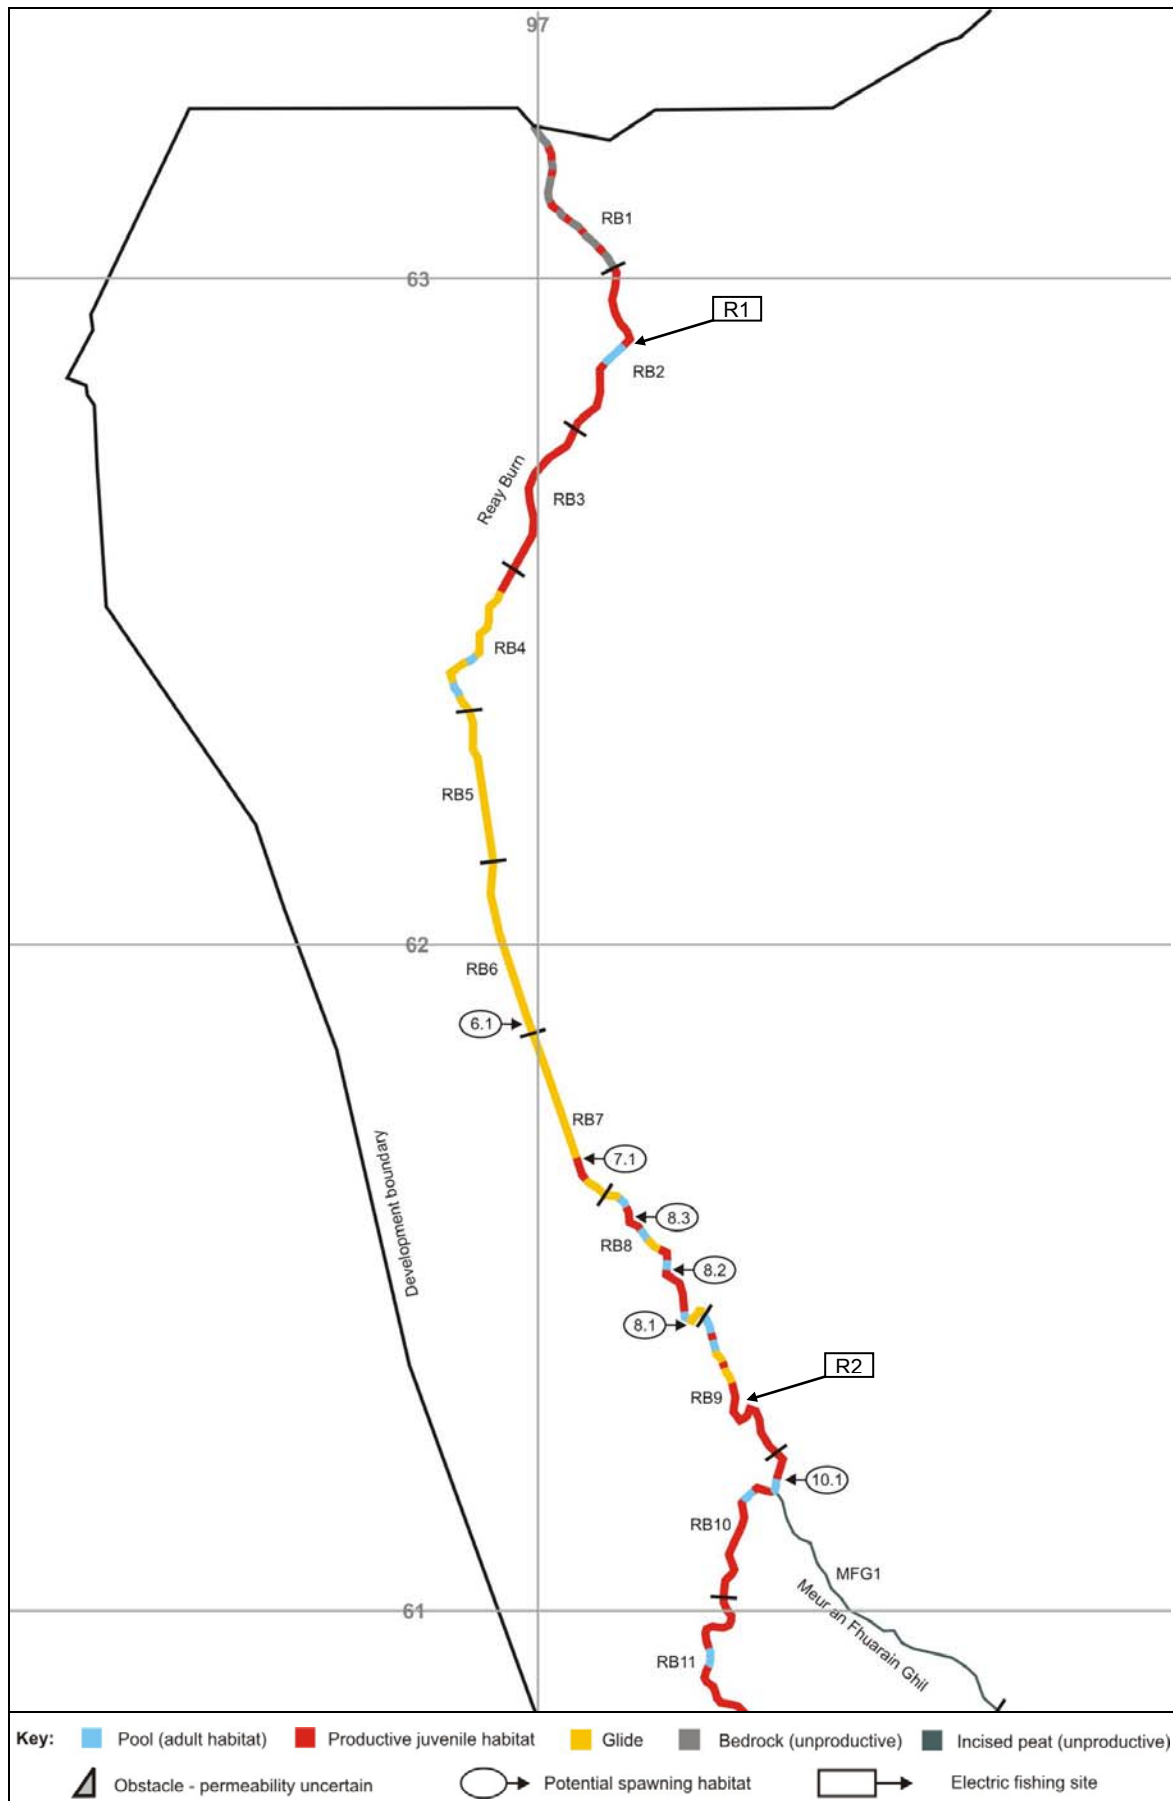 97
RB1
63
R1
RB2
Reay Burn
RB3
RB4
RB5
62
RB6
6.1
RB7
7.1
Development boundary
8.3
RB8
8.2
8.1
R2
RB9
10.1
RB10
MFG1
Meur an Fhuarain Ghil
61
RB11
Key: Pool (adult habitat) Productive juvenile habitat Glide Bedrock (unproductive) Incised peat (unproductive)
Obstacle - permeability uncertain Potential spawning habitat Electric fishing site